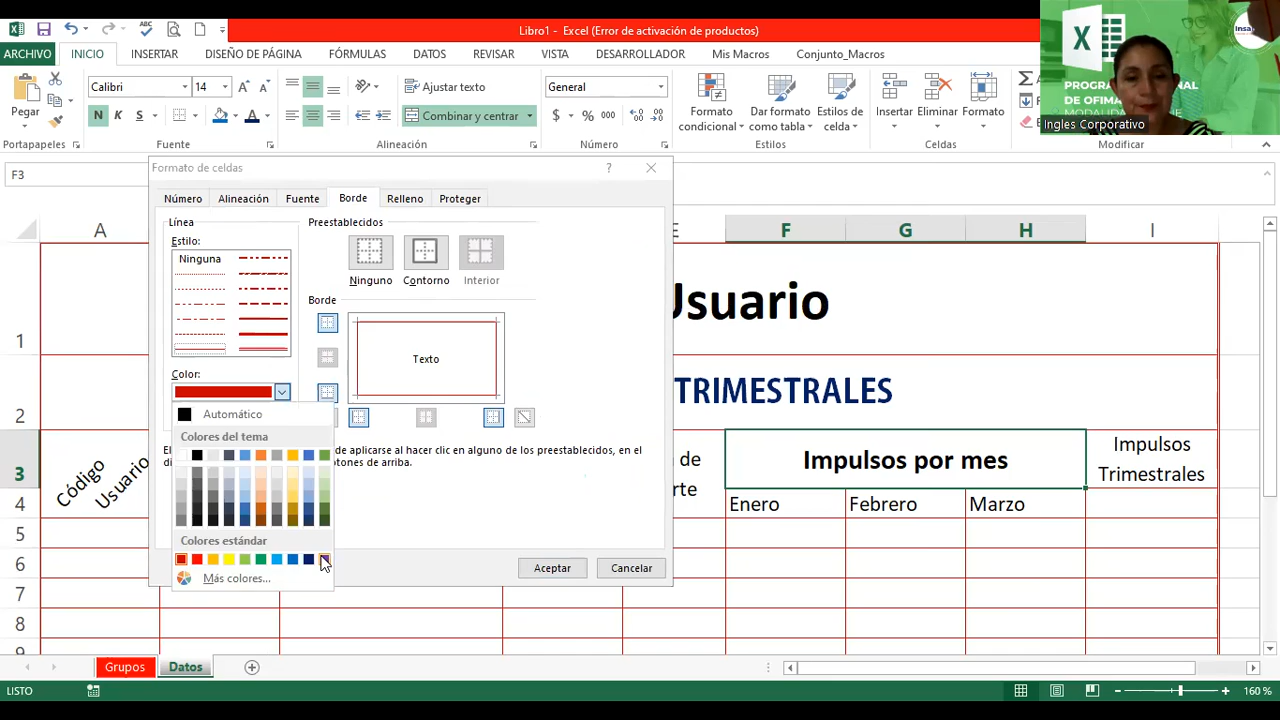 Libro1 - Excel (Error de activación de productos)
ARCHIVO
INICIO
INSERTAR
DISEÑO DE PÁGINA
FÓRMULAS
DATOS
REVISAR
VISTA
DESARROLLADOR
Mis Macros
Conjunto_Macros
Pegar
Calibri
14
N K S
A
Ajustar texto
Combinar y centrar
General
$ % 000
Formato condicional
Dar formato como tabla
Estilos de celda
Insertar
Eliminar
Formato
Portapapeles
Fuente
Alineación
Número
Estilos
Celdas
Modificar
Insa
DE OFIMA
Ingles Corporativo
F3
Formato de celdas
?
Número
Alineación
Fuente
Borde
Relleno
Proteger
Línea
Estilo:
Ninguna
Preestablecidos
Ninguno
Contorno
Interior
Borde
Texto
Color:
Automático
Colores del tema
Colores estándar
Más colores...
de aplicarse al hacer clic en alguno de los preestablecidos, en el
otones de arriba.
Aceptar
Cancelar
A
F
G
H
I
1
Usuario
2
TRIMESTRALES
3
Código
Usuario
de
rte
Impulsos por mes
Impulsos
Trimestrales
4
Enero
Febrero
Marzo
5
6
7
8
9
Grupos
Datos
LISTO
160 %